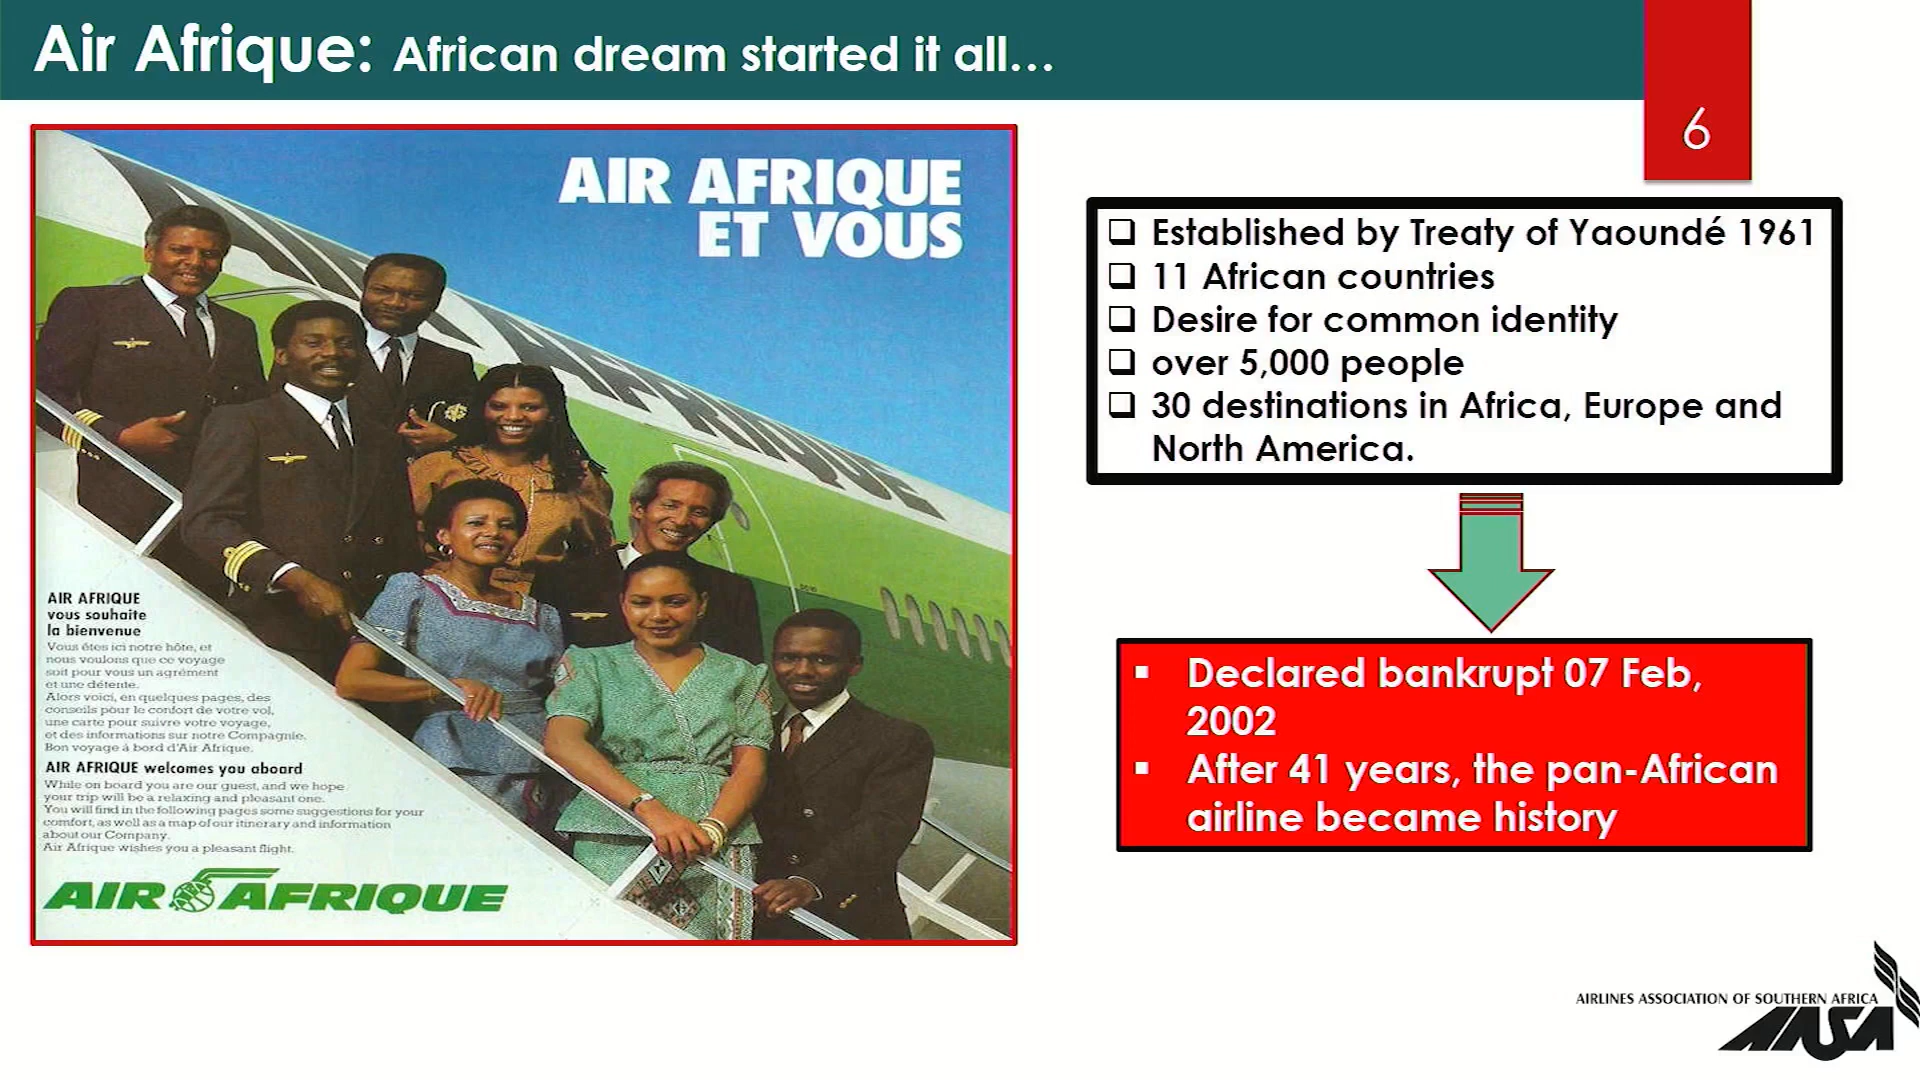 Air Afrique: African dream started it all…
6
AIR AFRIQUE
ET VOUS
AIR AFRIQUE
vous souhaite
la bienvenue
Vous êtes ici notre hôte, et
nous voulons que ce voyage
soit pour vous un agrément
et une détente.
Alors voici, en quelques pages, des
conseils pour le confort de votre vol,
une carte pour suivre votre voyage,
et des informations sur notre Compagnie.
Bon voyage à bord d'Air Afrique.
AIR AFRIQUE welcomes you aboard
While on board you are our guest, and we hope
your trip will be a relaxing and pleasant one.
You will find in the following pages some suggestions for your
comfort, as well as a map of our itinerary and information
about our Company.
Air Afrique wishes you a pleasant flight.
AIR AFRIQUE
AFRIQUE
Established by Treaty of Yaoundé 1961
11 African countries
Desire for common identity
over 5,000 people
30 destinations in Africa, Europe and
North America.
Declared bankrupt 07 Feb,
2002
After 41 years, the pan-African
airline became history
AIRLINES ASSOCIATION OF SOUTHERN AFRICA
AASA